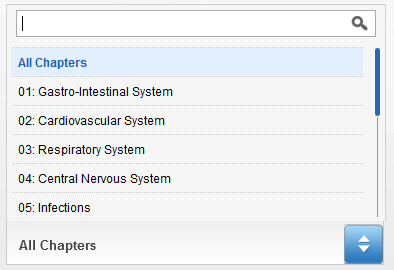 All Chapters
01: Gastro-Intestinal System
02: Cardiovascular System
03: Respiratory System
04: Central Nervous System
05: Infections
All Chapters